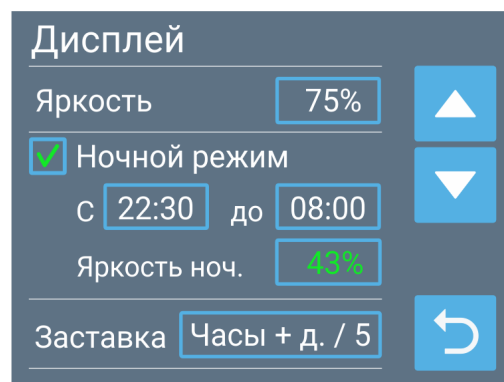 Дисплей
Яркость 75%
Ночной режим
С 22:30 до 08:00
Яркость ноч. 43%
Заставка Часы + д. / 5